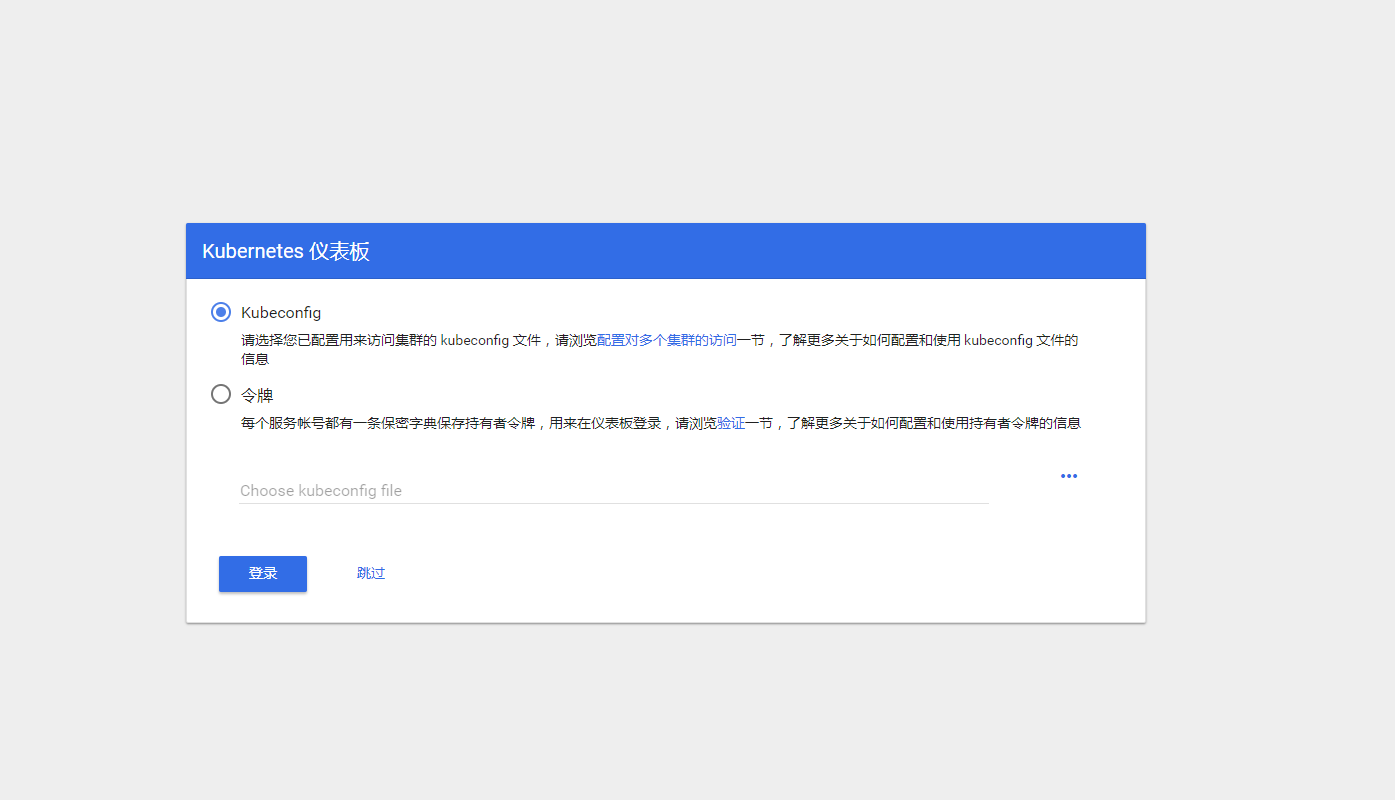 Kubernetes 仪表板
Kubeconfig
请选择您已配置用来访问集群的 kubeconfig 文件，请浏览配置对多个集群的访问一节，了解更多关于如何配置和使用 kubeconfig 文件的
信息
令牌
每个服务帐号都有一条保密字典保存持有者令牌，用来在仪表板登录，请浏览验证一节，了解更多关于如何配置和使用持有者令牌的信息
Choose kubeconfig file
登录 跳过